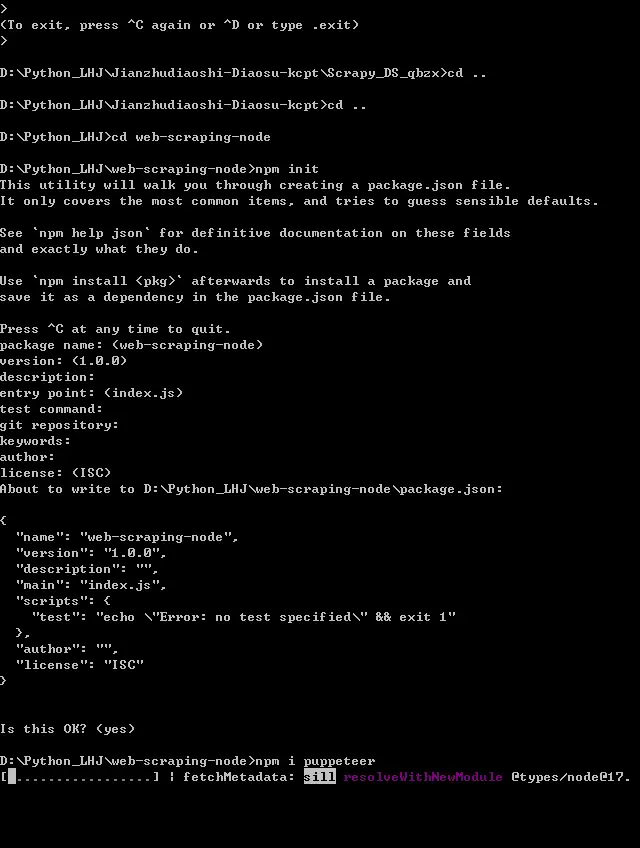 >
(To exit, press ^C again or ^D or type .exit)
>
D:\Python_LHJ\Jianzhudiaoshi-Diaosu-kcpt\Scrapy_DS_qbzx>cd ..
D:\Python_LHJ\Jianzhudiaoshi-Diaosu-kcpt>cd ..
D:\Python_LHJ>cd web-scraping-node
D:\Python_LHJ\web-scraping-node>npm init
This utility will walk you through creating a package.json file.
It only covers the most common items, and tries to guess sensible defaults.
See `npm help json` for definitive documentation on these fields
and exactly what they do.
Use `npm install <pkg>` afterwards to install a package and
save it as a dependency in the package.json file.
Press ^C at any time to quit.
package name: (web-scraping-node)
version: (1.0.0)
description:
entry point: (index.js)
test command:
git repository:
keywords:
author:
license: (ISC)
About to write to D:\Python_LHJ\web-scraping-node\package.json:
{
  "name": "web-scraping-node",
  "version": "1.0.0",
  "description": "",
  "main": "index.js",
  "scripts": {
    "test": "echo \"Error: no test specified\" && exit 1"
  },
  "author": "",
  "license": "ISC"
}
Is this OK? (yes)
D:\Python_LHJ\web-scraping-node>npm i puppeteer
[█................] ¦ fetchMetadata: sill resolveWithNewModule @types/node@17.